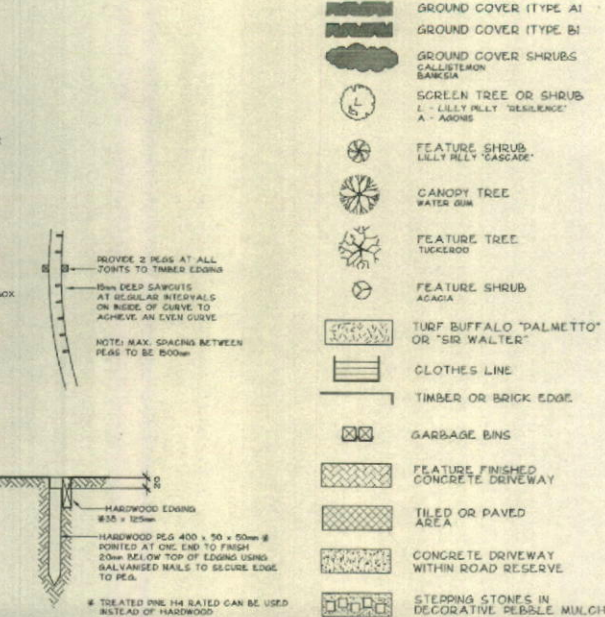 PROVIDE 2 PEGS AT ALL
JOINTS TO TIMBER EDGING
15mm DEEP SAWCUTS
AT REGULAR INTERVALS
ON INSIDE OF CURVE TO
ACHIEVE AN EVEN CURVE
NOTE: MAX. SPACING BETWEEN
PEGS TO BE 1500mm
20
HARDWOOD EDGING
*38 x 125mm
HARDWOOD PEG 400 x 50 x 50mm *
POINTED AT ONE END TO FINISH
20mm BELOW TOP OF EDGING USING
GALVANISED NAILS TO SECURE EDGE
TO PEG.
* TREATED PINE H4 RATED CAN BE USED
INSTEAD OF HARDWOOD
GROUND COVER (TYPE A)
GROUND COVER (TYPE B)
GROUND COVER SHRUBS
CALLISTEMON
BANKSIA
L
SCREEN TREE OR SHRUB
L - LILLY PILLY "RESILIENCE"
A - AGONIS
FEATURE SHRUB
LILLY PILLY "CASCADE"
CANOPY TREE
WATER GUM
FEATURE TREE
TUCKEROO
FEATURE SHRUB
ACACIA
TURF BUFFALO "PALMETTO"
OR "SIR WALTER"
CLOTHES LINE
TIMBER OR BRICK EDGE
GARBAGE BINS
FEATURE FINISHED
CONCRETE DRIVEWAY
TILED OR PAVED
AREA
CONCRETE DRIVEWAY
WITHIN ROAD RESERVE
STEPPING STONES IN
DECORATIVE PEBBLE MULCH